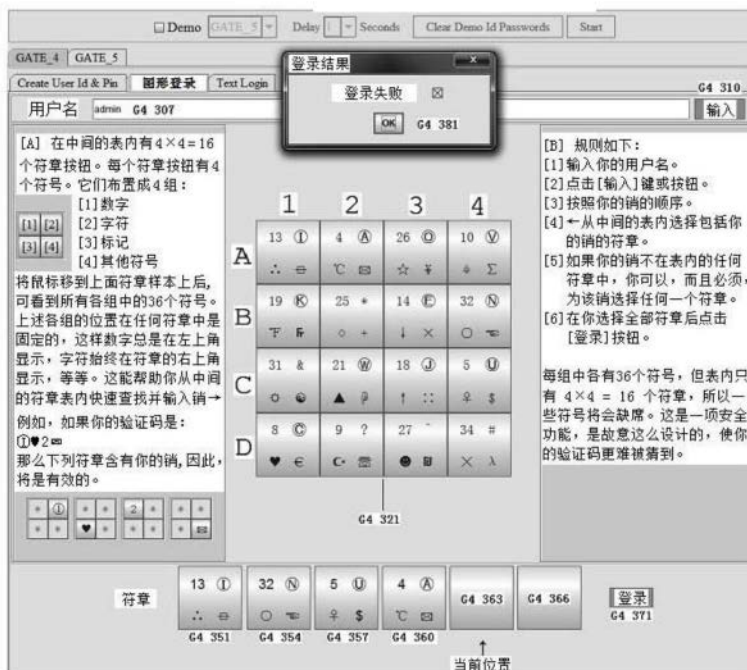 Demo GATE_5 Delay 1 Seconds Clear Demo Id Passwords Start
GATE_4 GATE_5
Create User Id & Pin 图形登录 Text Login
登录结果
登录失败
OK G4 381
G4 310
用户名 admin G4 307 输入
[A] 在中间的表内有4×4=16
个符章按钮。每个符章按钮有4
个符号。它们布置成4组:
[1]数字
[1] [2] [2]字符
[3] [4] [3]标记
[4]其他符号
将鼠标移到上面符章样本上后,
可看到所有各组中的36个符号。
上述各组的位置在任何符章中是
固定的,这样数字总是在左上角
显示,字符始终在符章的右上角
显示,等等。这能帮助你从中间
的符章表内快速查找并输入销→
例如,如果你的验证码是:
Ⓘ♥2✉
那么下列符章含有你的销,因此,
将是有效的。
* Ⓘ * * 2 * * *
* * ♥ * * * * ✉
1 2 3 4
A
13 Ⓘ 4 Ⓐ 26 Ⓞ 10 Ⓥ
∴ ℃ ✉ ☆ ¥ Σ
B
19 Ⓚ 25 * 14 Ⓔ 32 Ⓝ
○ + ↓ × ○ ☜
C
31 & 21 Ⓦ 18 Ⓙ 5 Ⓤ
☯ ▲ † :: ♀ $
D
8 Ⓒ 9 ? 27 34 #
♥ € ☪ ☻ λ
G4 321
[B] 规则如下:
[1]输入你的用户名。
[2]点击[输入]键或按钮。
[3]按照你的销的顺序。
[4]←从中间的表内选择包括你
的销的符章。
[5]如果你的销不在表内的任何
符章中,你可以,而且必须,
为该销选择任何一个符章。
[6]在你选择全部符章后点击
[登录]按钮。
每组中各有36个符号,但表内只
有 4×4=16 个符章,所以一
些符号将会缺席。这是一项安全
功能,是故意这么设计的,使你
的验证码更难被猜到。
符章
13 Ⓘ 32 Ⓝ 5 Ⓤ 4 Ⓐ
∴ ○ ☜ ♀ $ ℃ ✉
G4 363 G4 366 登录
G4 351 G4 354 G4 357 G4 360 G4 371
↑
当前位置